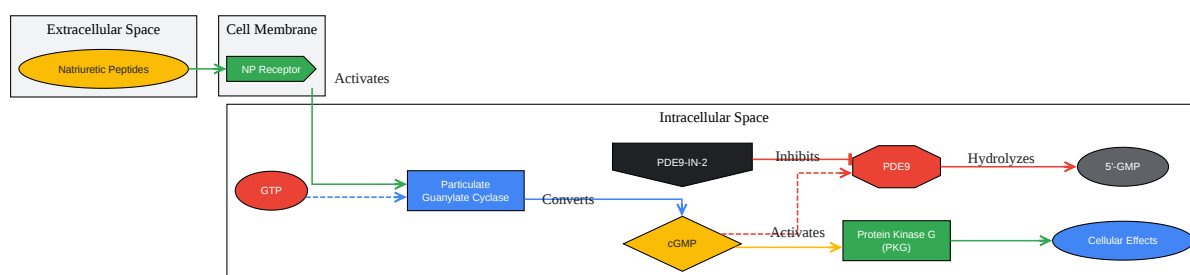 Extracellular Space
Natriuretic Peptides
Cell Membrane
NP Receptor
Activates
Intracellular Space
GTP
Particulate
Guanylate Cyclase
Converts
PDE9-IN-2
Inhibits
PDE9
Hydrolyzes
5'-GMP
cGMP
Activates
Protein Kinase G
(PKG)
Cellular Effects